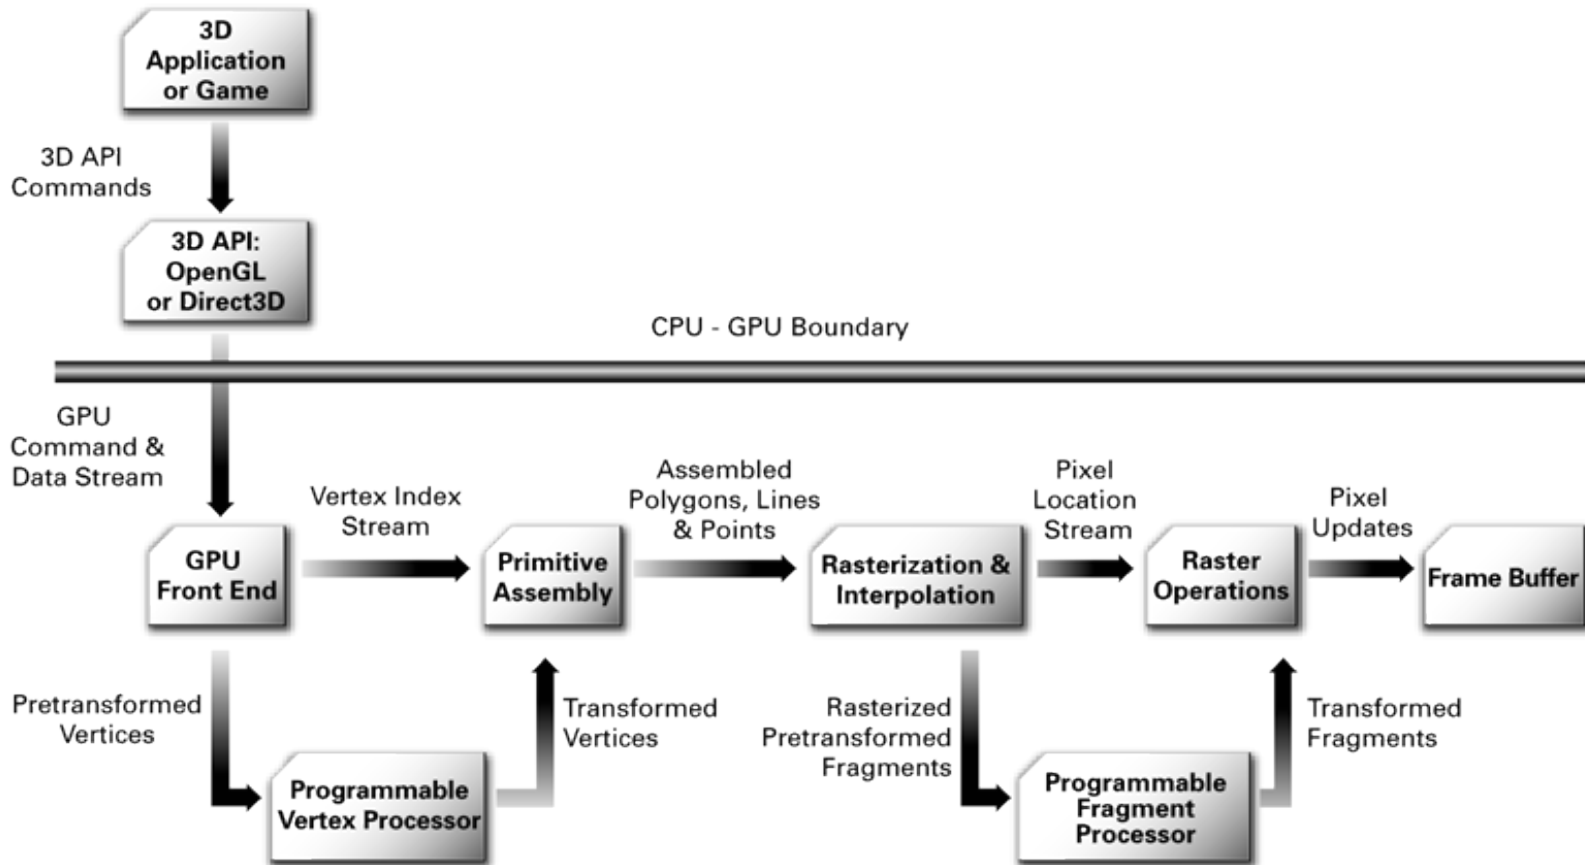 3D
Application
or Game
3D API
Commands
3D API:
OpenGL
or Direct3D
CPU - GPU Boundary
GPU
Command &
Data Stream
Vertex Index
Stream
Assembled
Polygons, Lines
& Points
Pixel
Location
Stream
Pixel
Updates
GPU
Front End
Primitive
Assembly
Rasterization &
Interpolation
Raster
Operations
Frame Buffer
Pretransformed
Vertices
Transformed
Vertices
Rasterized
Pretransformed
Fragments
Transformed
Fragments
Programmable
Vertex Processor
Programmable
Fragment
Processor